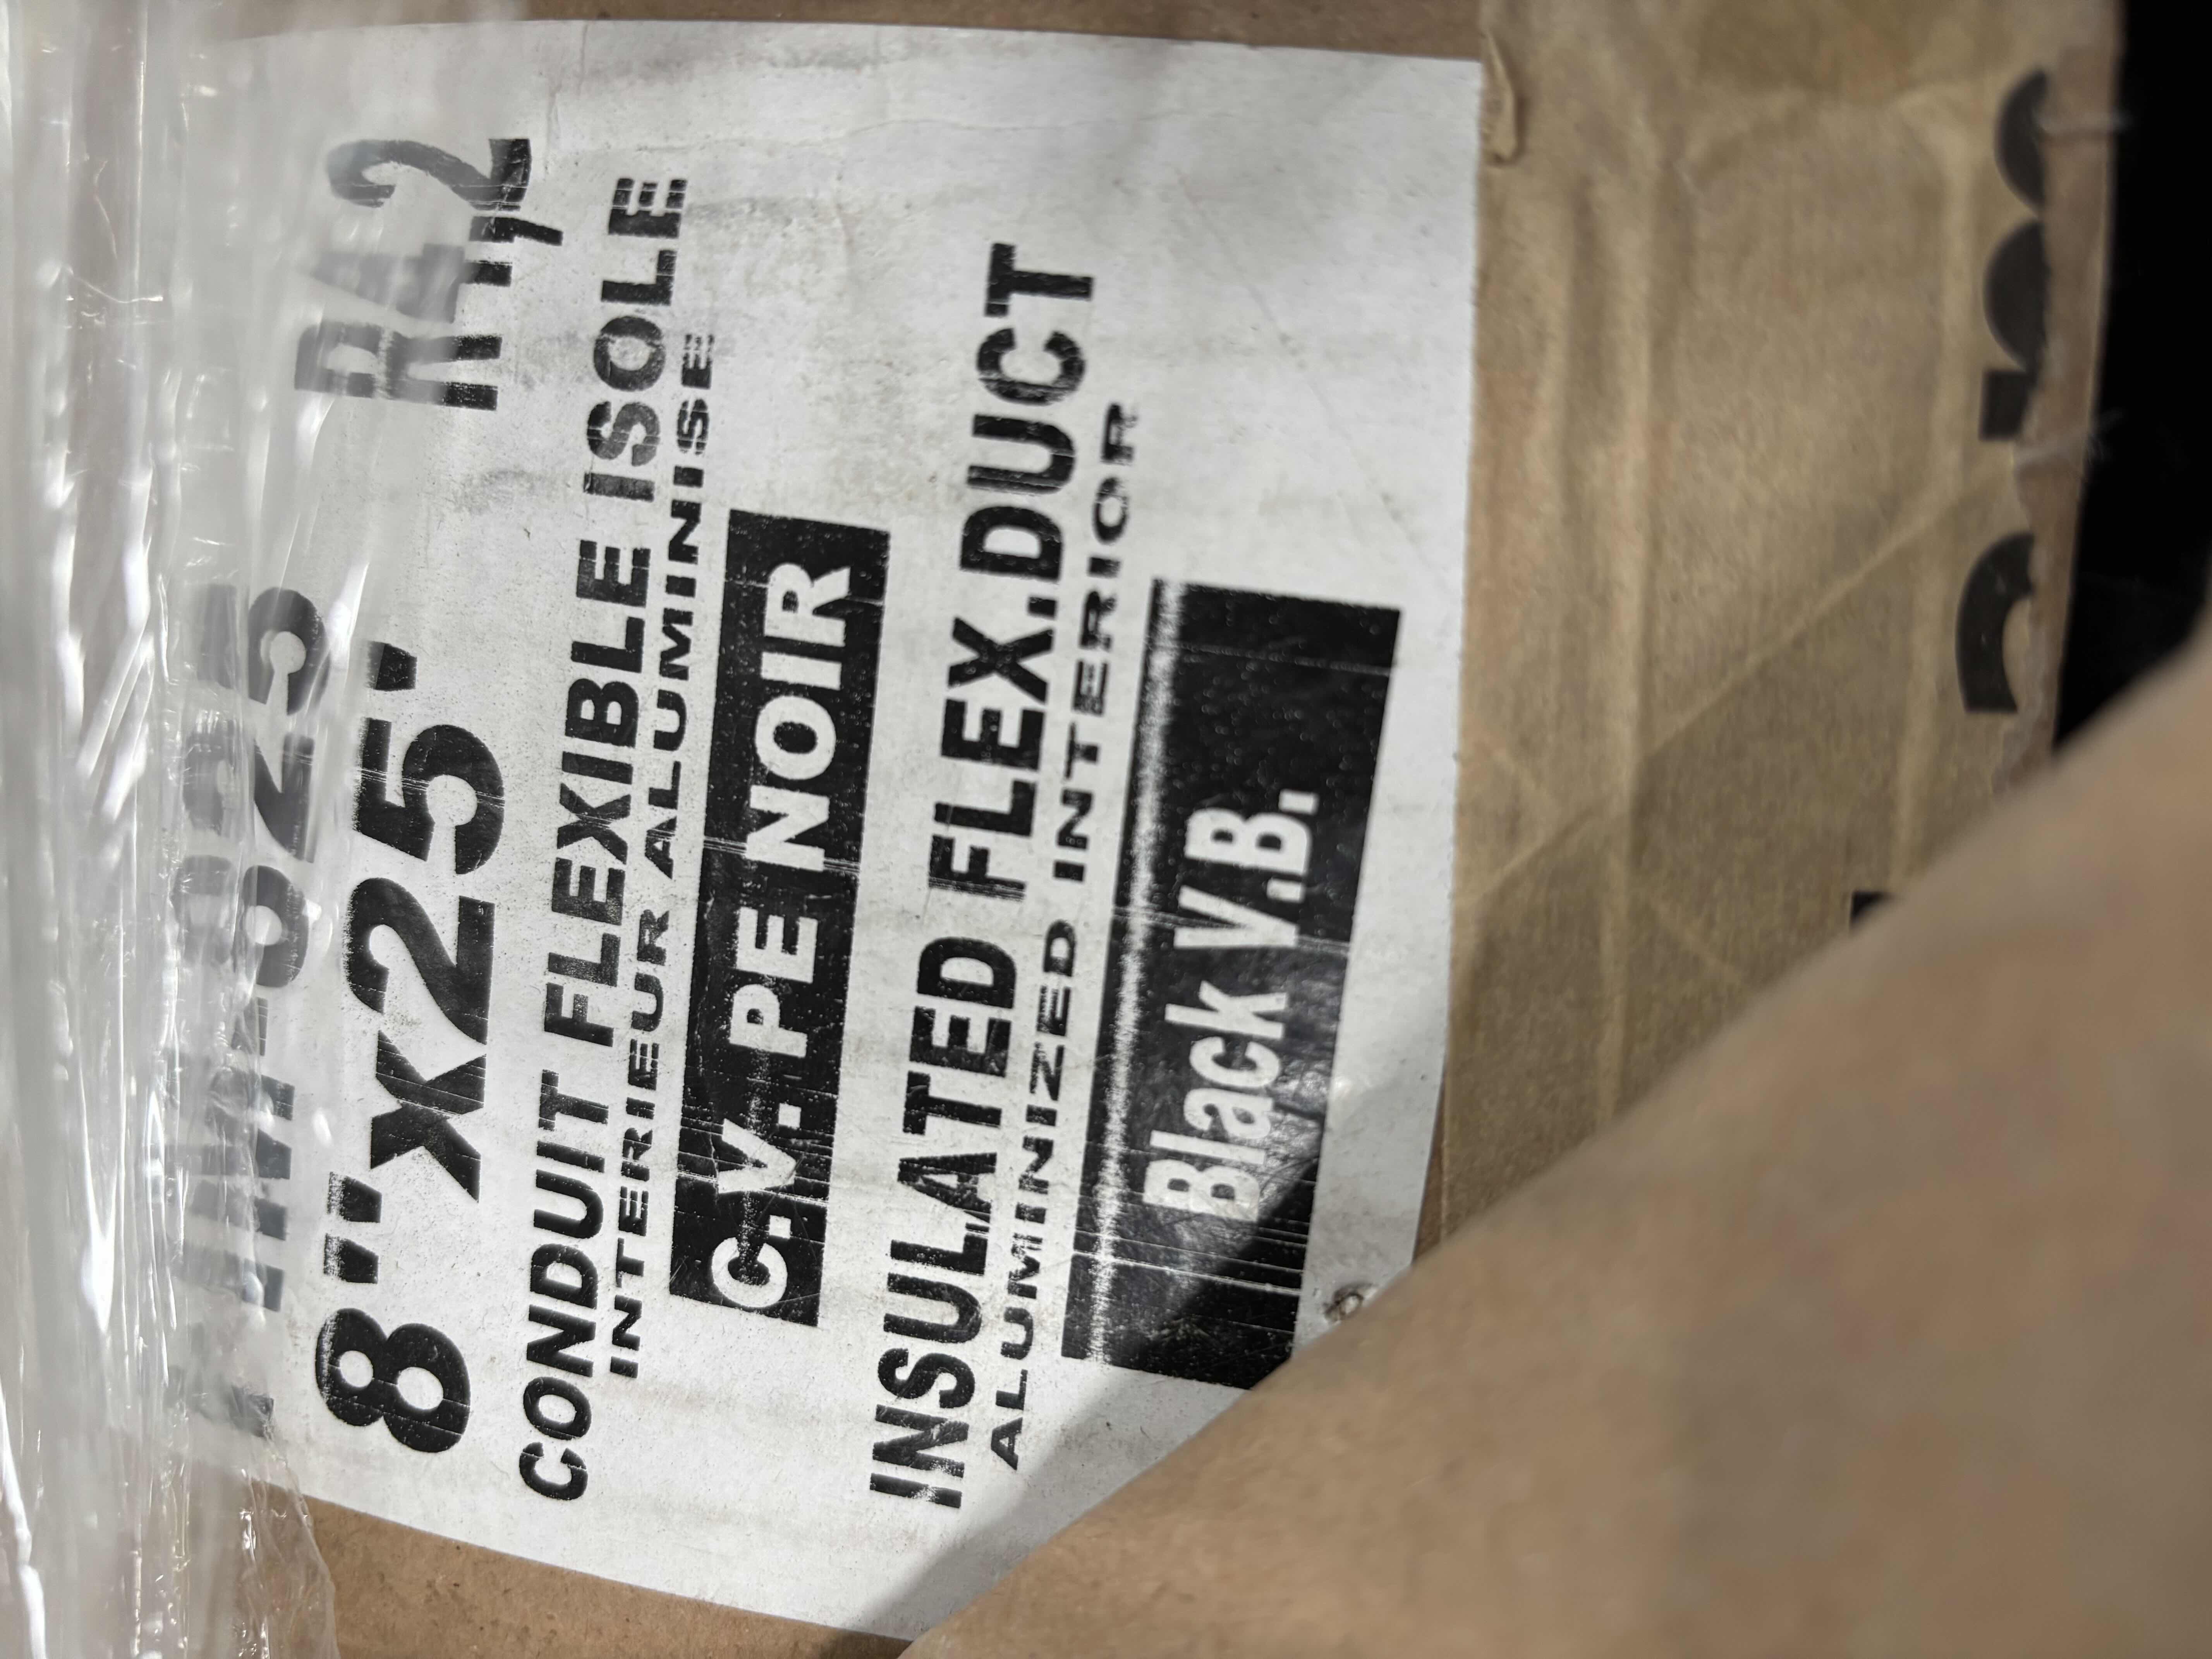 8"x25' R4,2
CONDUIT FLEXIBLE ISOLE
INTERIEUR ALUMINISE
C.V. PE NOIR
INSULATED FLEX.DUCT
ALUMINIZED INTERIOR
Black V.B.